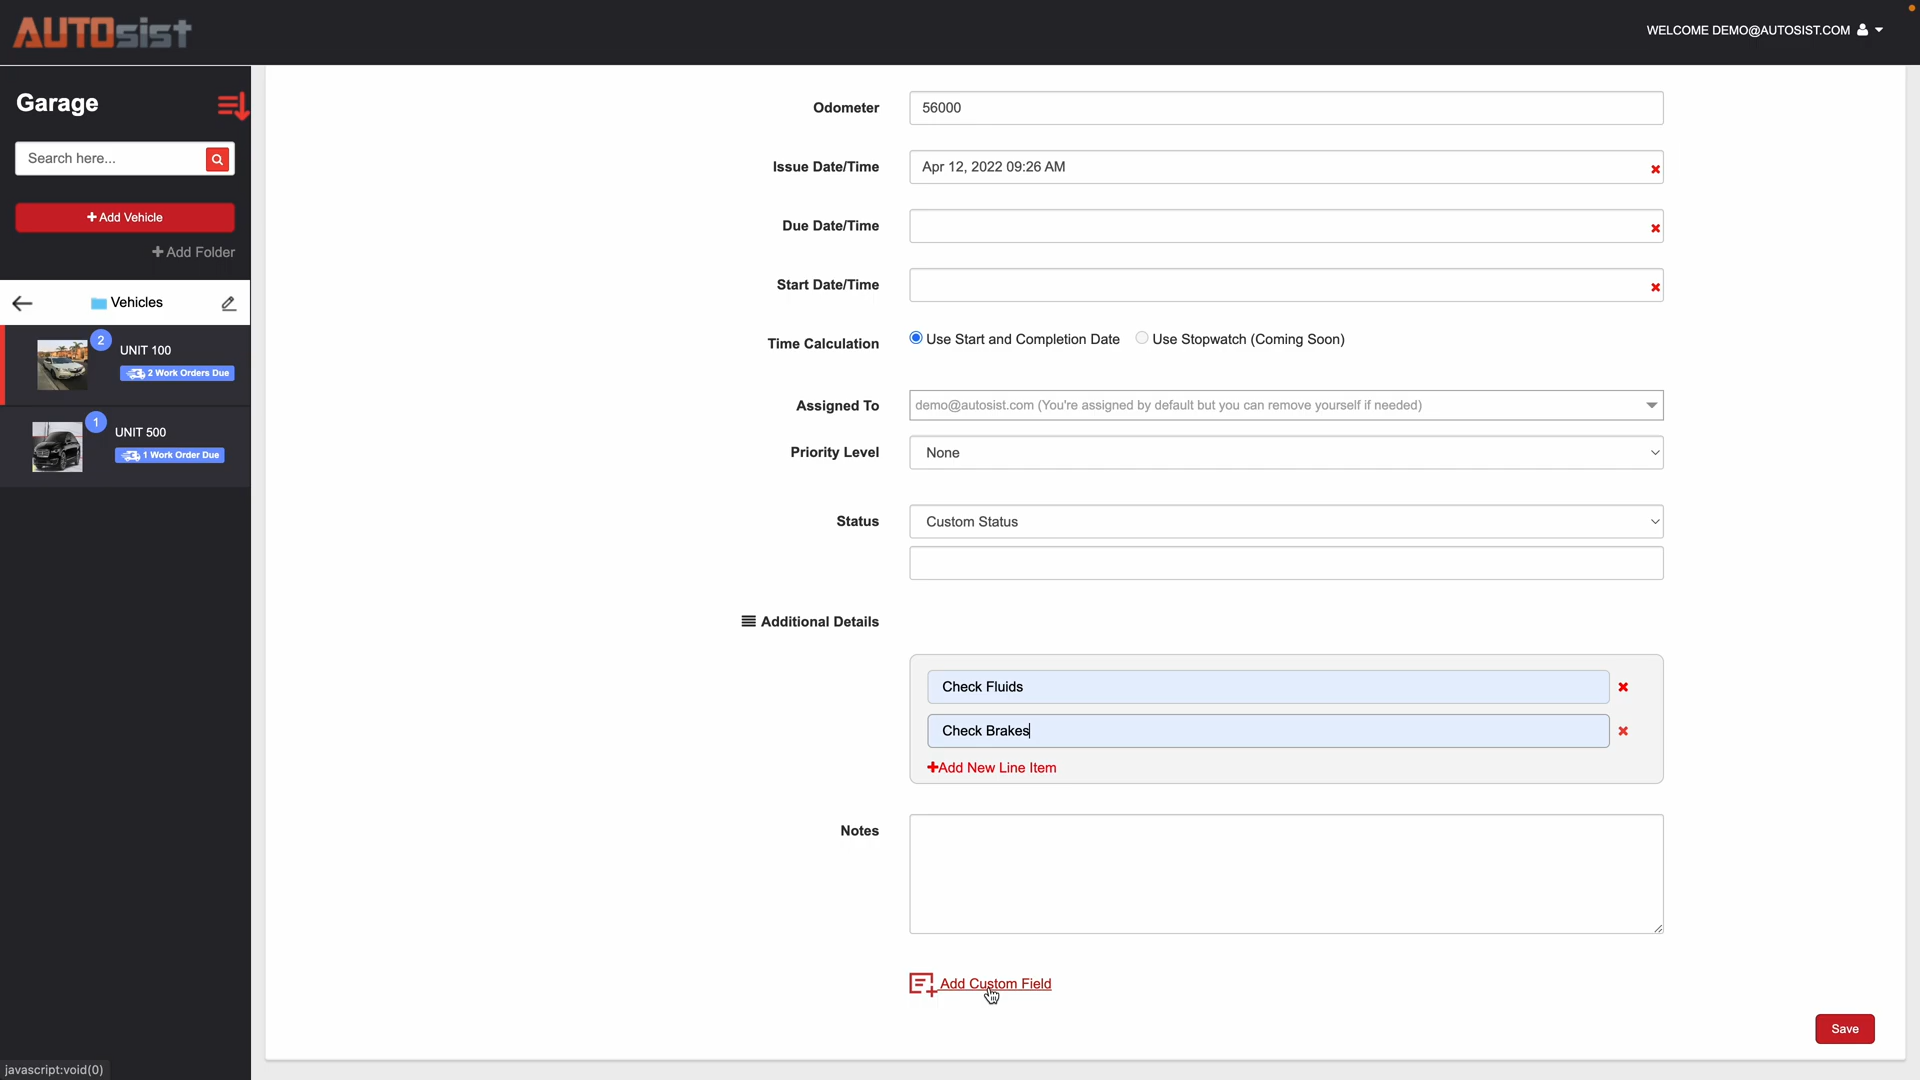 AUTOsist
WELCOME DEMO@AUTOSIST.COM
Garage
Search here...
Add Vehicle
Add Folder
Vehicles
2
UNIT 100
2 Work Orders Due
1
UNIT 500
1 Work Order Due
Odometer
56000
Issue Date/Time
Apr 12, 2022 09:26 AM
Due Date/Time
Start Date/Time
Time Calculation
Use Start and Completion Date
Use Stopwatch (Coming Soon)
Assigned To
demo@autosist.com (You're assigned by default but you can remove yourself if needed)
Priority Level
None
Status
Custom Status
Additional Details
Check Fluids
Check Brakes
Add New Line Item
Notes
Add Custom Field
Save
javascript:void(0)